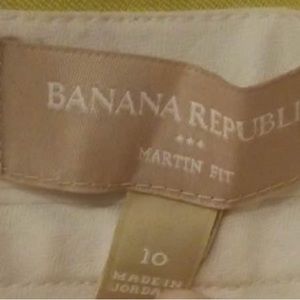 BANANA REPUBLI
MARTIN FIT
10
MADE IN
JORDA